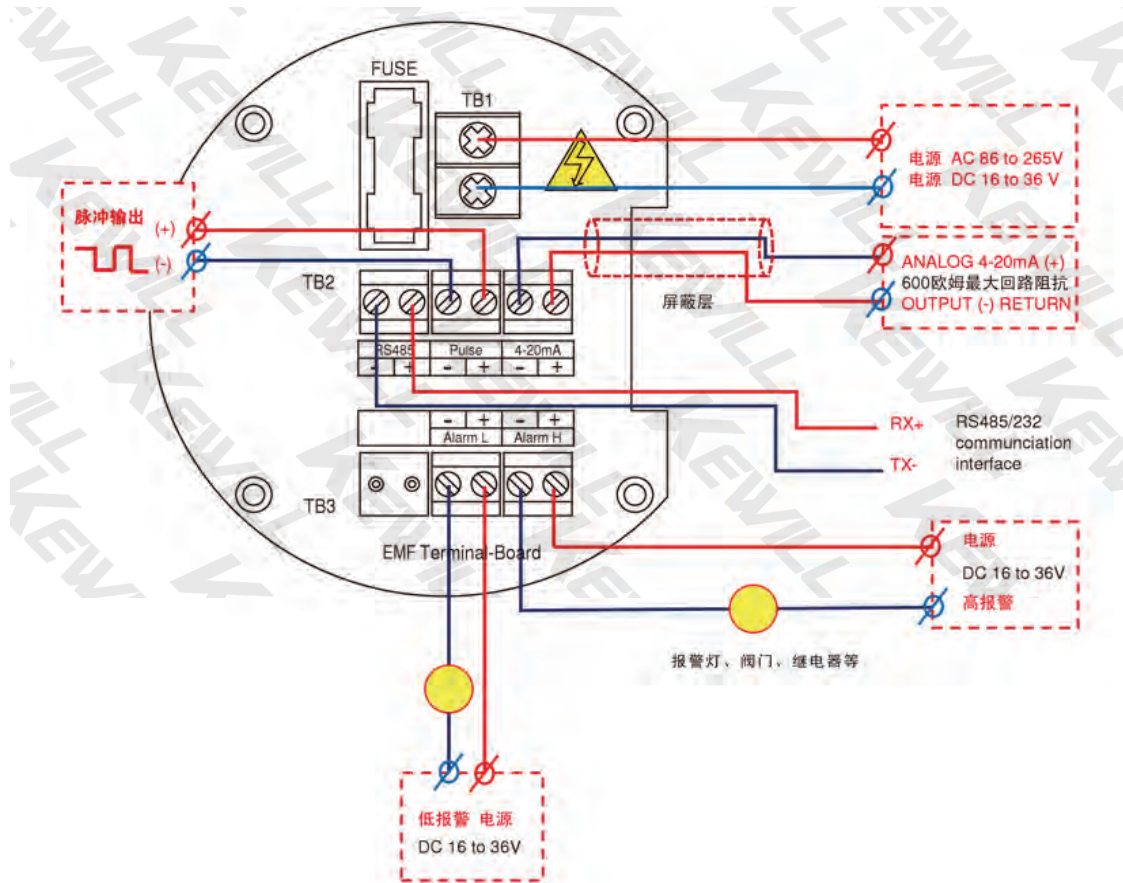 KEWILL
FUSE
TB1
电源 AC 86 to 265V
电源 DC 16 to 36 V
脉冲输出
(+)
(-)
ANALOG 4-20mA (+)
600欧姆最大回路阻抗
OUTPUT (-) RETURN
屏蔽层
TB2
RS485 Pulse 4-20mA
- + - + - +
RX+
TX-
RS485/232
communciation
interface
- + - +
Alarm L Alarm H
TB3
EMF Terminal-Board
电源
DC 16 to 36V
高报警
报警灯、阀门、继电器等
低报警 电源
DC 16 to 36V